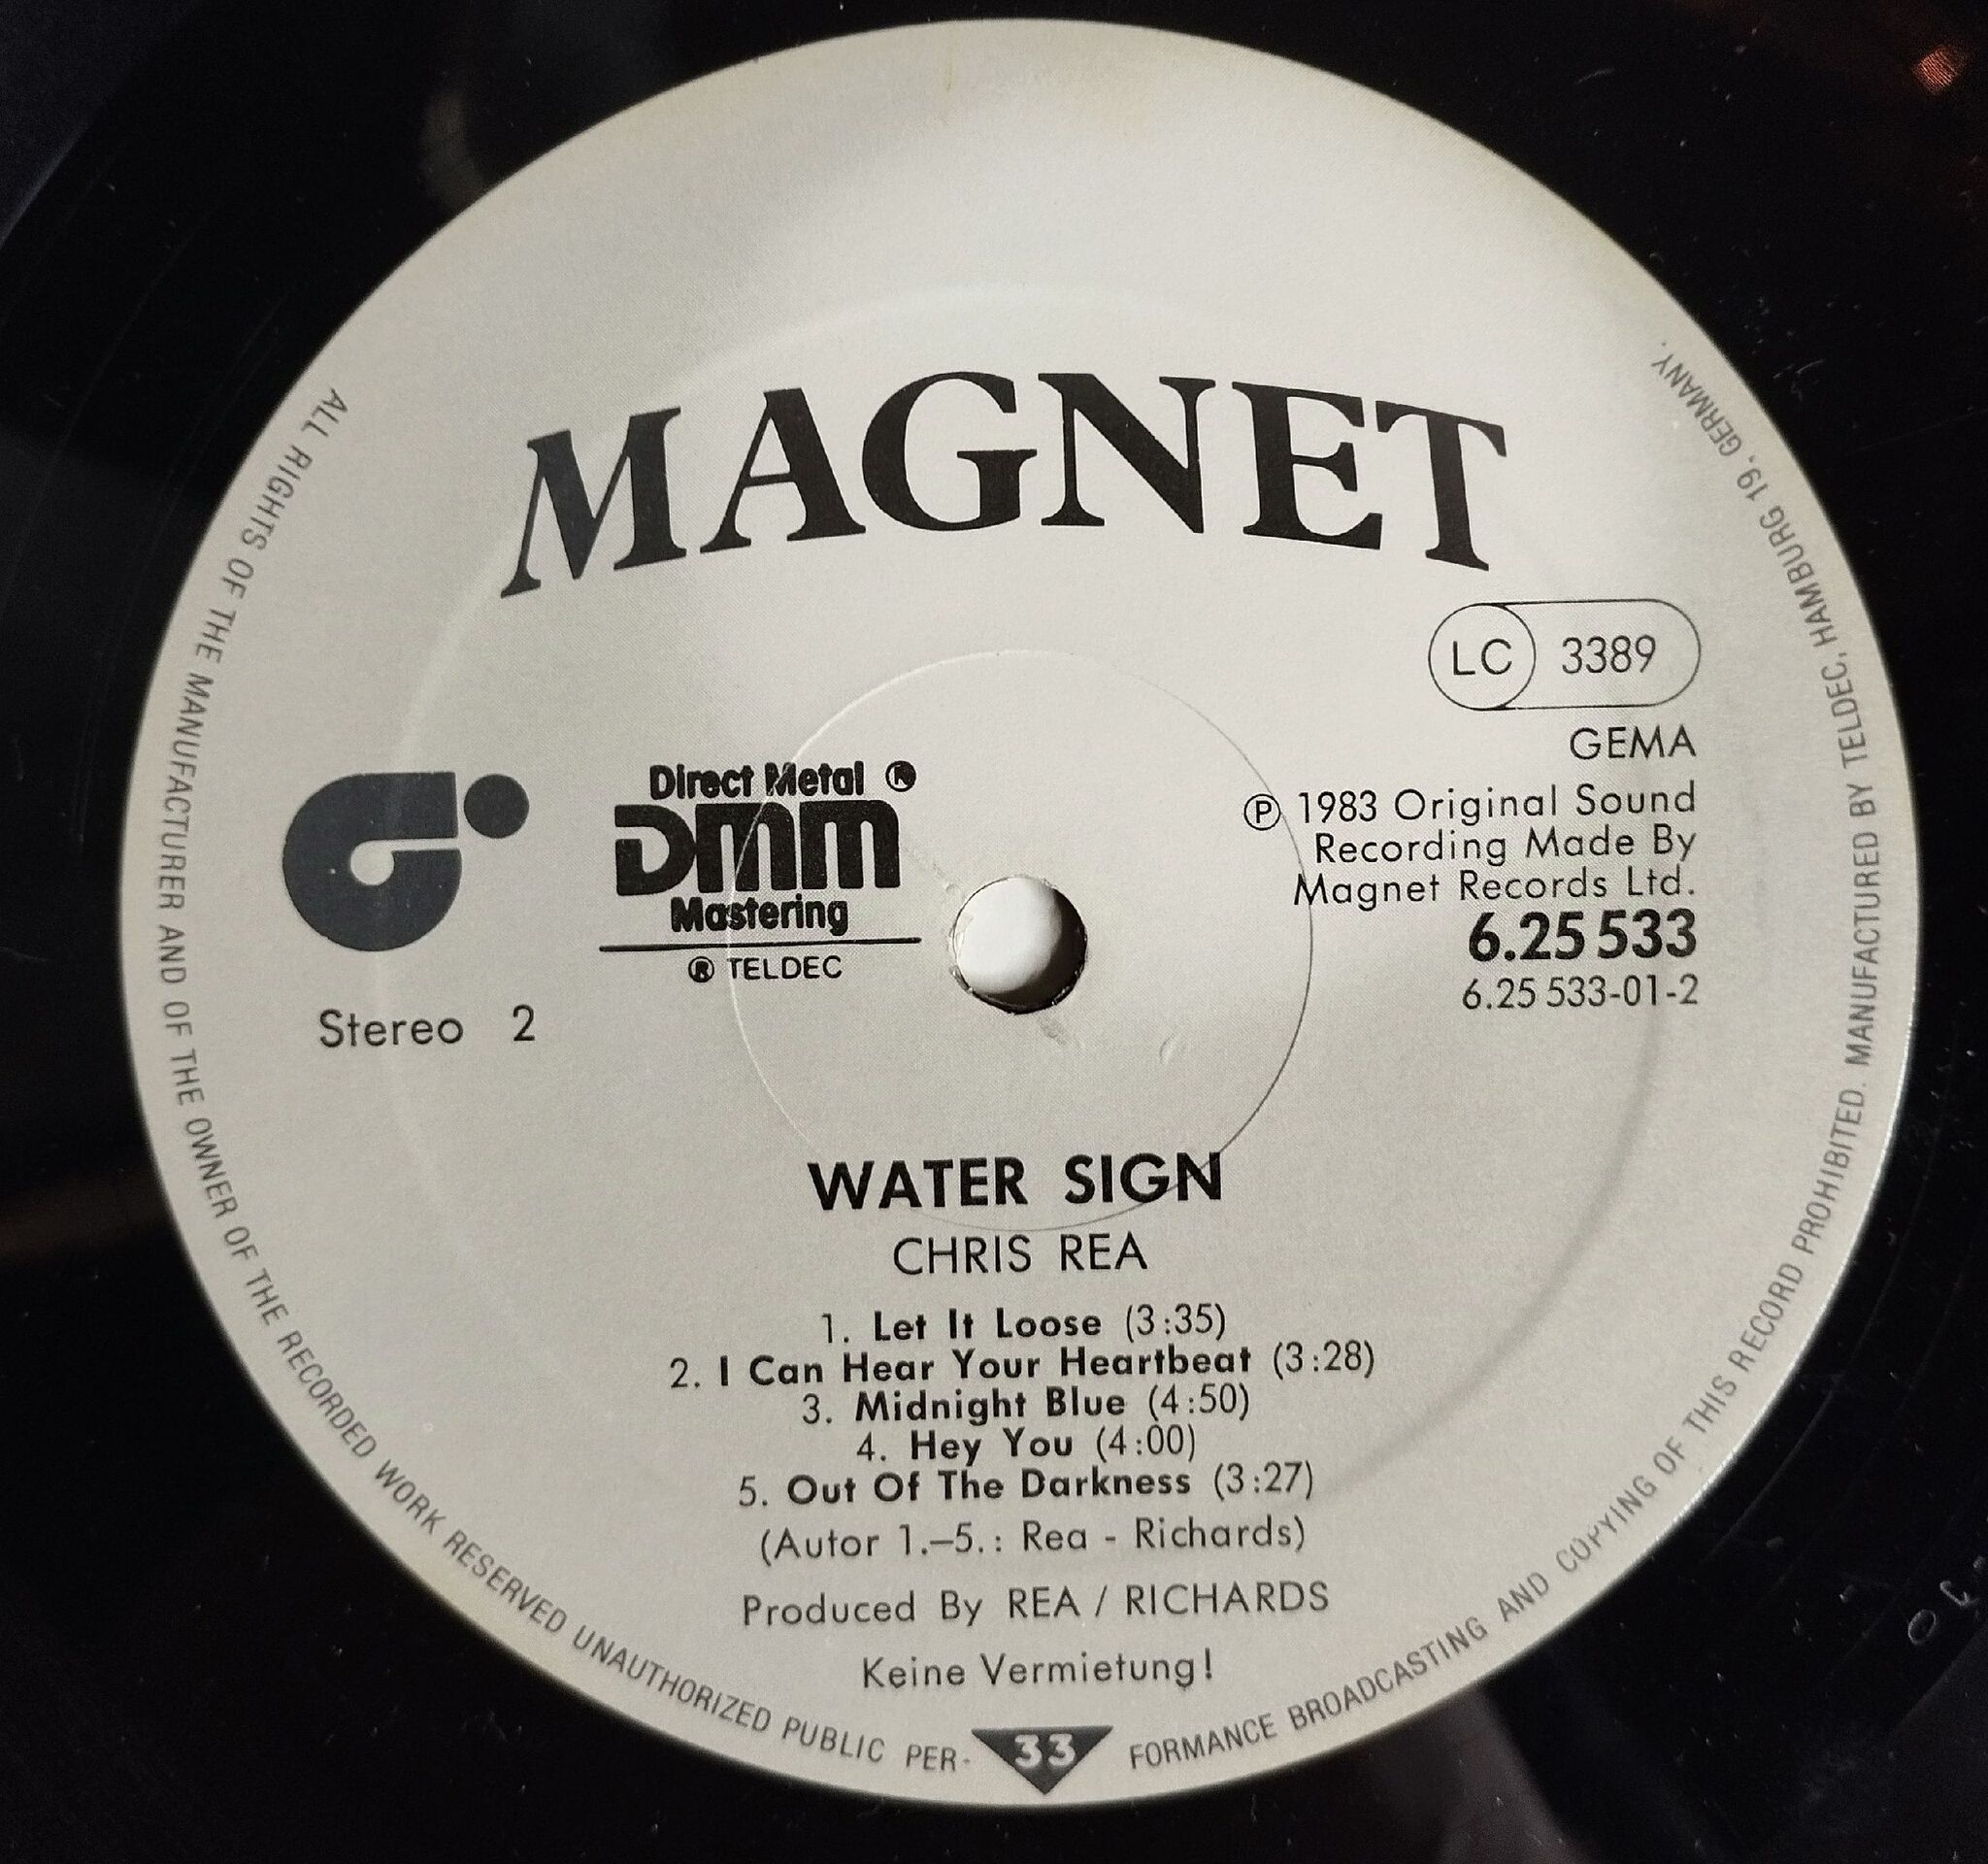 MAGNET
LC 3389
GEMA
Ⓟ 1983 Original Sound
Recording Made By
Magnet Records Ltd.
6.25 533
6.25 533-01-2
Direct Metal ®
DMM
Mastering
® TELDEC
Stereo 2
WATER SIGN
CHRIS REA
1. Let It Loose (3:35)
2. I Can Hear Your Heartbeat (3:28)
3. Midnight Blue (4:50)
4. Hey You (4:00)
5. Out Of The Darkness (3:27)
(Autor 1.–5.: Rea - Richards)
Produced By REA / RICHARDS
Keine Vermietung!
33
ALL RIGHTS OF THE MANUFACTURER AND OF THE OWNER OF THE RECORDED WORK RESERVED UNAUTHORIZED PUBLIC PER-FORMANCE BROADCASTING AND COPYING OF THIS RECORD PROHIBITED. MANUFACTURED BY TELDEC, HAMBURG 19, GERMANY.